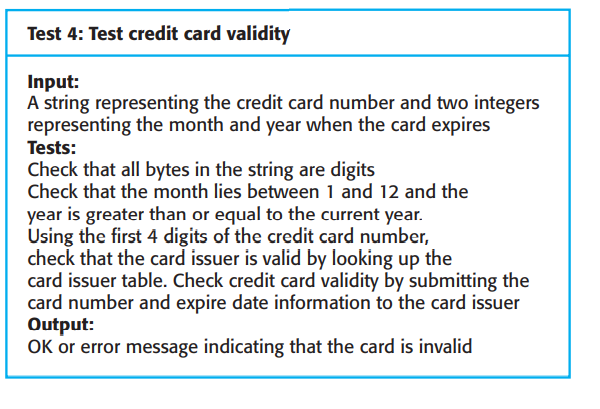 Test 4: Test credit card validity
Input:
A string representing the credit card number and two integers
representing the month and year when the card expires
Tests:
Check that all bytes in the string are digits
Check that the month lies between 1 and 12 and the
year is greater than or equal to the current year.
Using the first 4 digits of the credit card number,
check that the card issuer is valid by looking up the
card issuer table. Check credit card validity by submitting the
card number and expire date information to the card issuer
Output:
OK or error message indicating that the card is invalid